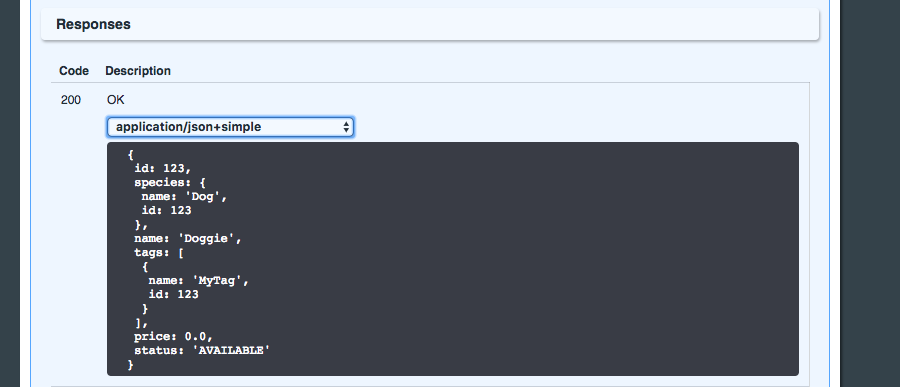 Responses
Code Description
200 OK
application/json+simple
{
id: 123,
species: {
name: 'Dog',
id: 123
},
name: 'Doggie',
tags: [
{
name: 'MyTag',
id: 123
}
],
price: 0.0,
status: 'AVAILABLE'
}